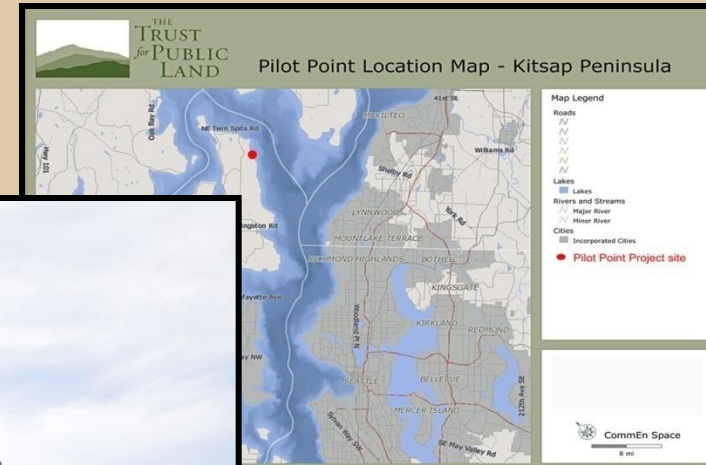 THE
TRUST
for PUBLIC
LAND
Pilot Point Location Map - Kitsap Peninsula
41st St
MUKILTEO
Oak Bay Rd
NE Twin Spits Rd
Hwy 101
Williams Rd
Shelby Rd
York Rd
LYNNWOOD
MOUNTLAKE TERRACE
RICHMOND HIGHLANDS
BOTHELL
KINGSGATE
Woodland Pl N
KIRKLAND
REDMOND
SEATTLE
BELLEVUE
MERCER ISLAND
212th Ave SE
Sylvan Way SW
SE May Valley Rd
Map Legend
Roads
Lakes
Lakes
Rivers and Streams
Major River
Minor River
Cities
Incorporated Cities
Pilot Point Project site
CommEn Space
8 mi